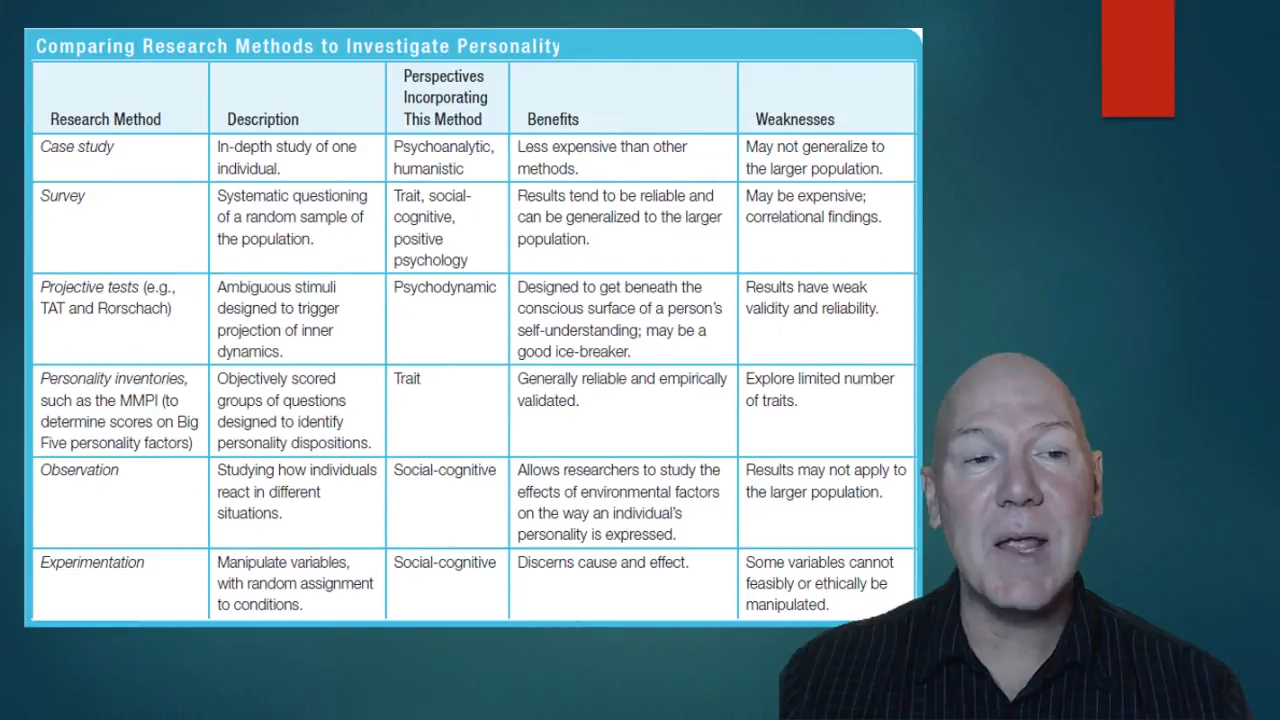 Comparing Research Methods to Investigate Personality
Research Method
Description
Perspectives
Incorporating
This Method
Benefits
Weaknesses
Case study
In-depth study of one
individual.
Psychoanalytic,
humanistic
Less expensive than other
methods.
May not generalize to
the larger population.
Survey
Systematic questioning
of a random sample of
the population.
Trait, social-
cognitive,
positive
psychology
Results tend to be reliable and
can be generalized to the larger
population.
May be expensive;
correlational findings.
Projective tests (e.g.,
TAT and Rorschach)
Ambiguous stimuli
designed to trigger
projection of inner
dynamics.
Psychodynamic
Designed to get beneath the
conscious surface of a person's
self-understanding; may be a
good ice-breaker.
Results have weak
validity and reliability.
Personality inventories,
such as the MMPI (to
determine scores on Big
Five personality factors)
Objectively scored
groups of questions
designed to identify
personality dispositions.
Trait
Generally reliable and empirically
validated.
Explore limited number
of traits.
Observation
Studying how individuals
react in different
situations.
Social-cognitive
Allows researchers to study the
effects of environmental factors
on the way an individual's
personality is expressed.
Results may not apply to
the larger population.
Experimentation
Manipulate variables,
with random assignment
to conditions.
Social-cognitive
Discerns cause and effect.
Some variables cannot
feasibly or ethically be
manipulated.